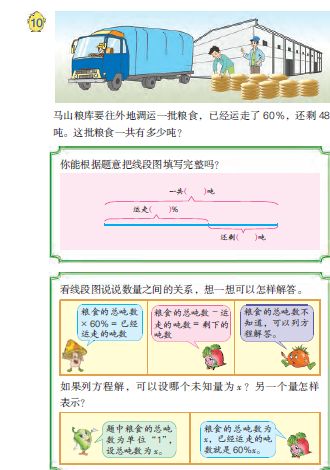 10
马山粮库要往外地调运一批粮食，已经运走了60%，还剩48
吨。这批粮食一共有多少吨？
你能根据题意把线段图填写完整吗？
一共( )吨
运走( )%
还剩( )吨
看线段图说说数量之间的关系，想一想可以怎样解答。
粮食的总吨数
×60%=已经
运走的吨数
粮食的总吨数－运
走的吨数=剩下的
吨数
粮食的总吨数不
知道，可以列方
程解答。
如果列方程解，可以设哪个未知量为x？另一个量怎样
表示？
题中粮食的总吨
数为单位“1”，
设总吨数为x。
粮食的总吨数为
x，已经运走的吨
数就是60%x。